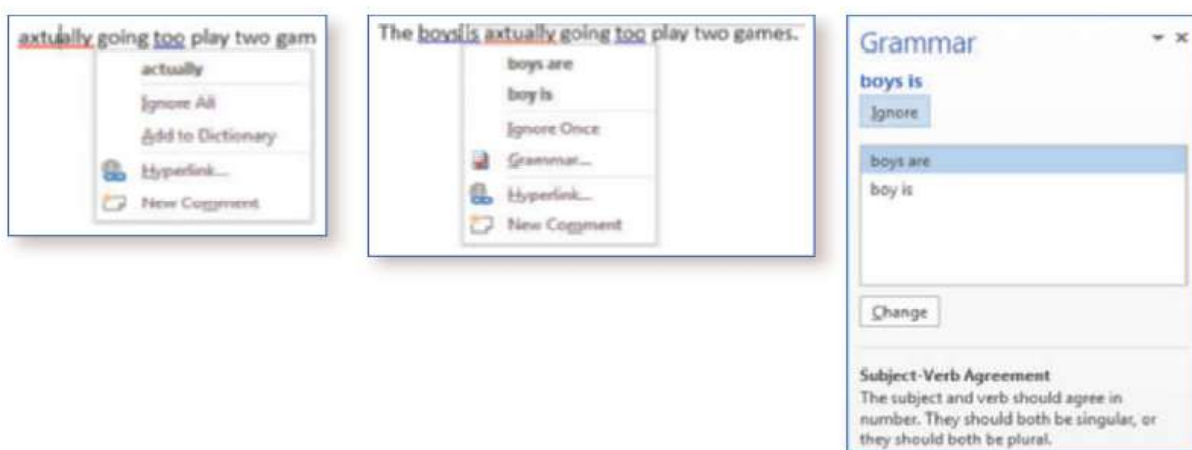 axtually going too play two gam
actually
Ignore All
Add to Dictionary
Hyperlink...
New Comment
The boys is axtually going too play two games.
boys are
boy is
Ignore Once
Grammar...
Hyperlink...
New Comment
Grammar
boys is
Ignore
boys are
boy is
Change
Subject-Verb Agreement
The subject and verb should agree in
number. They should both be singular, or
they should both be plural.